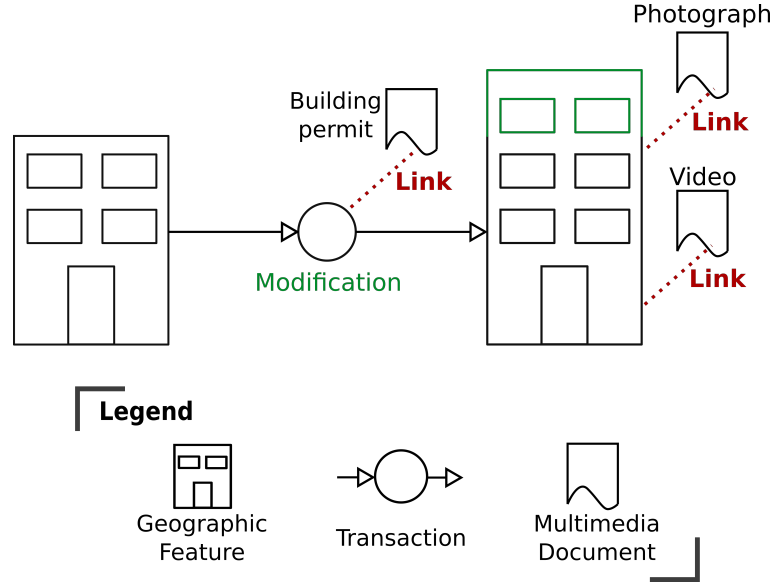 Photograph
Building
permit
Link
Link
Video
Modification
Link
Legend
Geographic
Feature
Transaction
Multimedia
Document